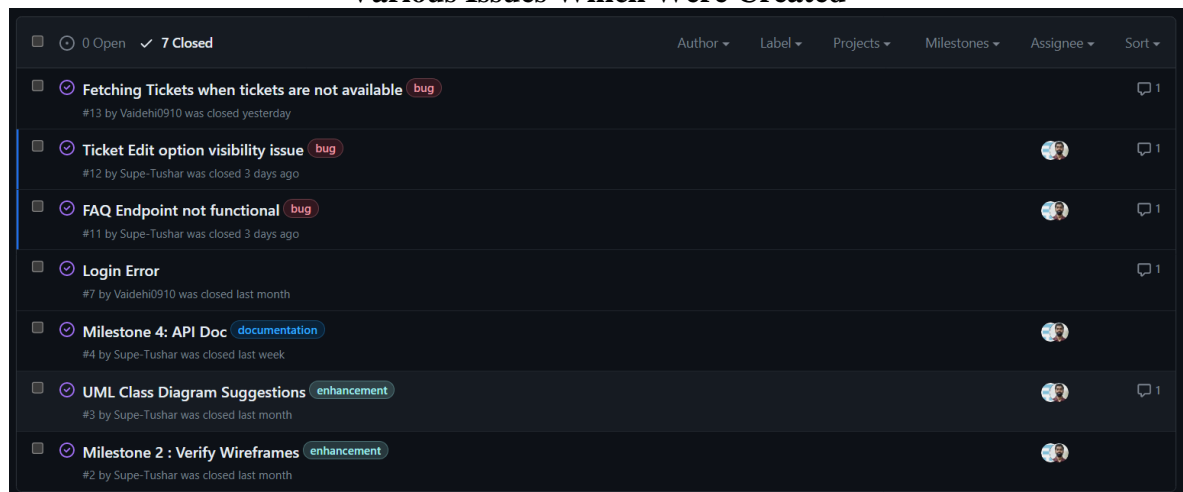 Various Issues Which Were Created
0 Open 7 Closed Author Label Projects Milestones Assignee Sort
Fetching Tickets when tickets are not available bug 1
#13 by Vaidehi0910 was closed yesterday
Ticket Edit option visibility issue bug 1
#12 by Supe-Tushar was closed 3 days ago
FAQ Endpoint not functional bug 1
#11 by Supe-Tushar was closed 3 days ago
Login Error 1
#7 by Vaidehi0910 was closed last month
Milestone 4: API Doc documentation
#4 by Supe-Tushar was closed last week
UML Class Diagram Suggestions enhancement 1
#3 by Supe-Tushar was closed last month
Milestone 2 : Verify Wireframes enhancement
#2 by Supe-Tushar was closed last month